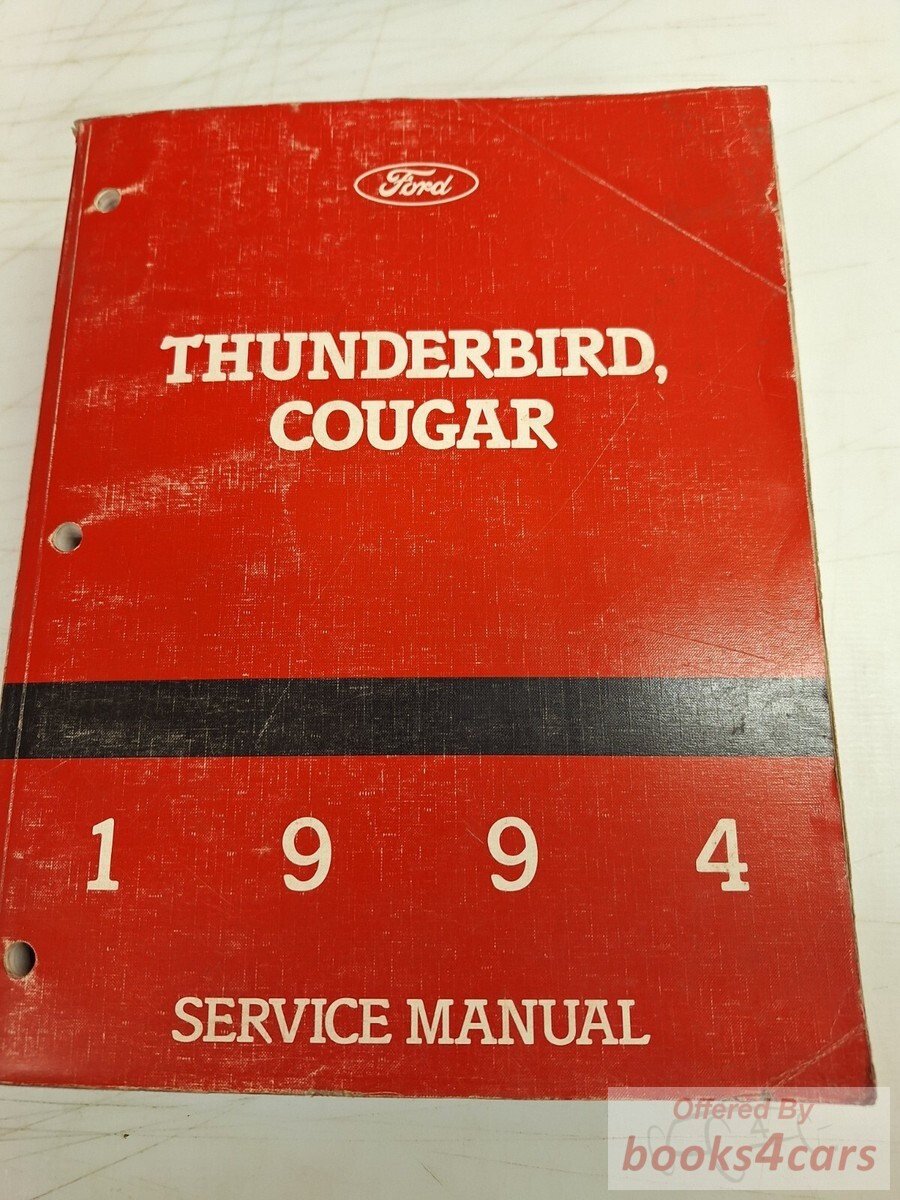 Ford
THUNDERBIRD,
COUGAR
1 9 9 4
SERVICE MANUAL
Offered By
books4cars